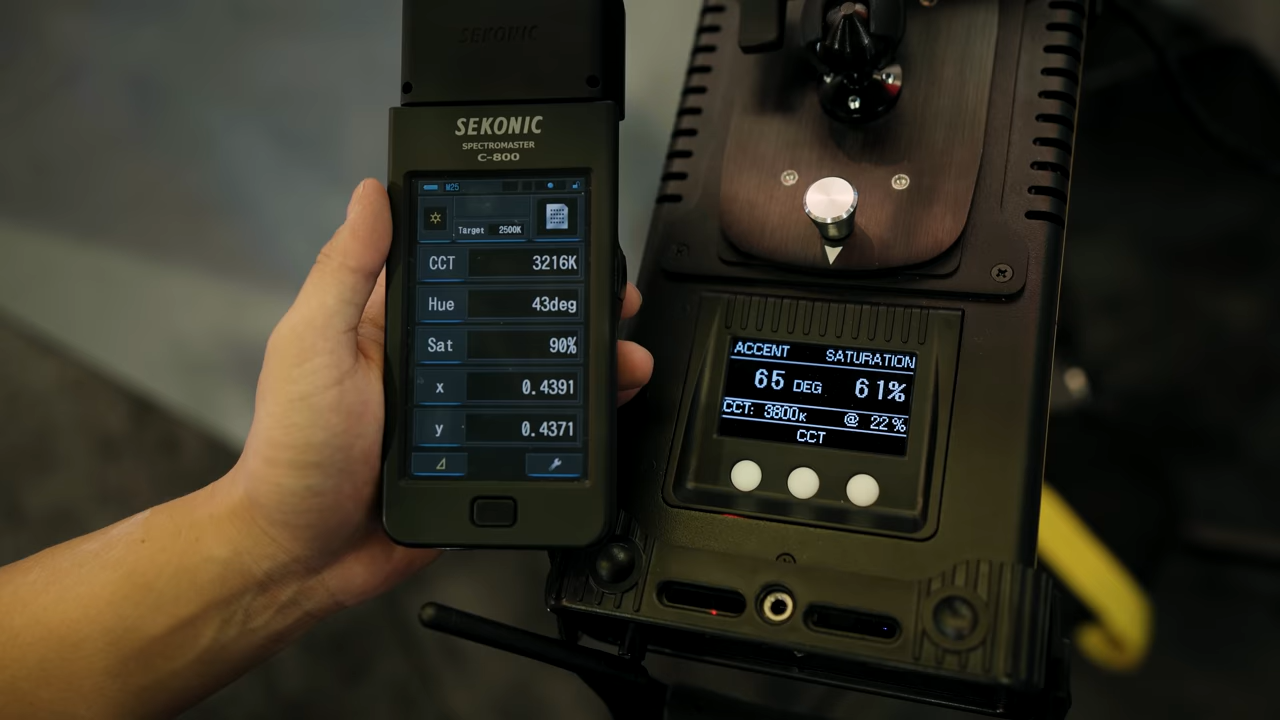 SEKONIC
SEKONIC
SPECTROMASTER
C-800
M25
Target 2500K
CCT 3216K
Hue 43deg
Sat 90%
x 0.4391
y 0.4371
ACCENT SATURATION
65 DEG 61%
CCT: 3800K @ 22%
CCT